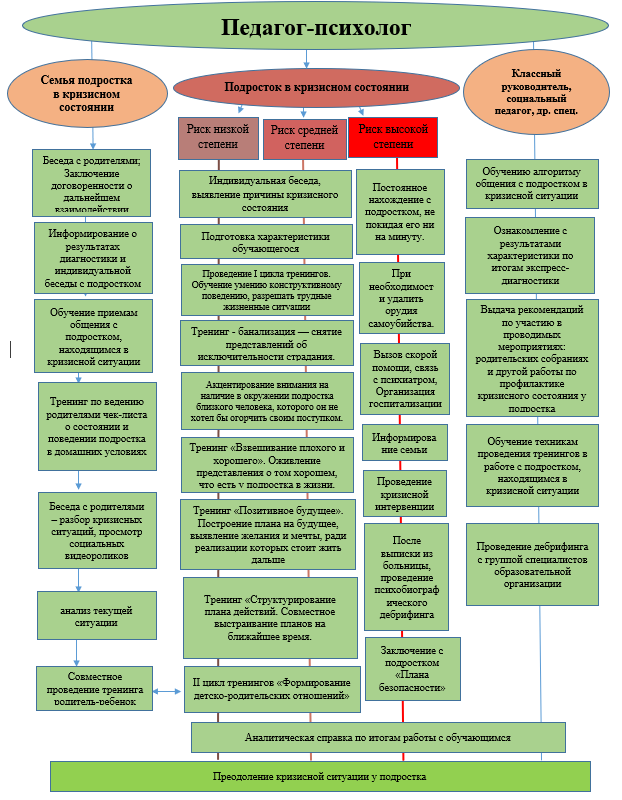 Педагог-психолог
Семья подростка
в кризисном
состоянии
Подросток в кризисном состоянии
Классный
руководитель,
социальный
педагог, др. спец.
Риск низкой
степени
Риск средней
степени
Риск высокой
степени
Беседа с родителями;
Заключение
договоренности о
дальнейшем
взаимодействии
Информирование о
результатах
диагностики и
индивидуальной
беседы с подростком
Обучение приемам
общения с
подростком,
находящимся в
кризисной ситуации
Тренинг по ведению
родителями чек-листа
о состоянии и
поведении подростка
в домашних условиях
Беседа с родителями
– разбор кризисных
ситуаций, просмотр
социальных
видеороликов
анализ текущей
ситуации
Совместное
проведение тренинга
родитель-ребенок
Индивидуальная беседа,
выявление причины кризисного
состояния
Подготовка характеристики
обучающегося
Проведение I цикла тренингов.
Обучение умению конструктивному
поведению, разрешать трудные
жизненные ситуации
Тренинг - банализация — снятие
представлений об
исключительности страдания.
Акцентирование внимания на
наличие в окружении подростка
близкого человека, которого он не
хотел бы огорчить своим поступком.
Тренинг «Взвешивание плохого и
хорошего». Оживление
представления о том хорошем,
что есть у подростка в жизни.
Тренинг «Позитивное будущее».
Построение плана на будущее,
выявление желания и мечты, ради
реализации которых стоит жить
дальше
Тренинг «Структурирование
плана действий. Совместное
выстраивание планов на
ближайшее время.
II цикл тренингов «Формирование
детско-родительских отношений»
Постоянное
нахождение с
подростком, не
покидая его ни
на минуту.
При
необходимост
и удалить
орудия
самоубийства.
Вызов скорой
помощи, связь
с психиатром,
Организация
госпитализации
Информирова
ние семьи
Проведение
кризисной
интервенции
После
выписки из
больницы,
проведение
психобиограф
ического
дебрифинга
Заключение с
подростком
«Плана
безопасности»
Обучению алгоритму
общения с подростком в
кризисной ситуации
Ознакомление с
результатами
характеристики по
итогам экспресс-
диагностики
Выдача рекомендаций
по участию в
проводимых
мероприятиях:
родительских собраниях
и другой работы по
профилактике
кризисного состояния у
подростка
Обучение техникам
проведения тренингов в
работе с подростком,
находящимся в
кризисной ситуации
Проведение дебрифинга
с группой специалистов
образовательной
организации
Аналитическая справка по итогам работы с обучающимся
Преодоление кризисной ситуации у подростка